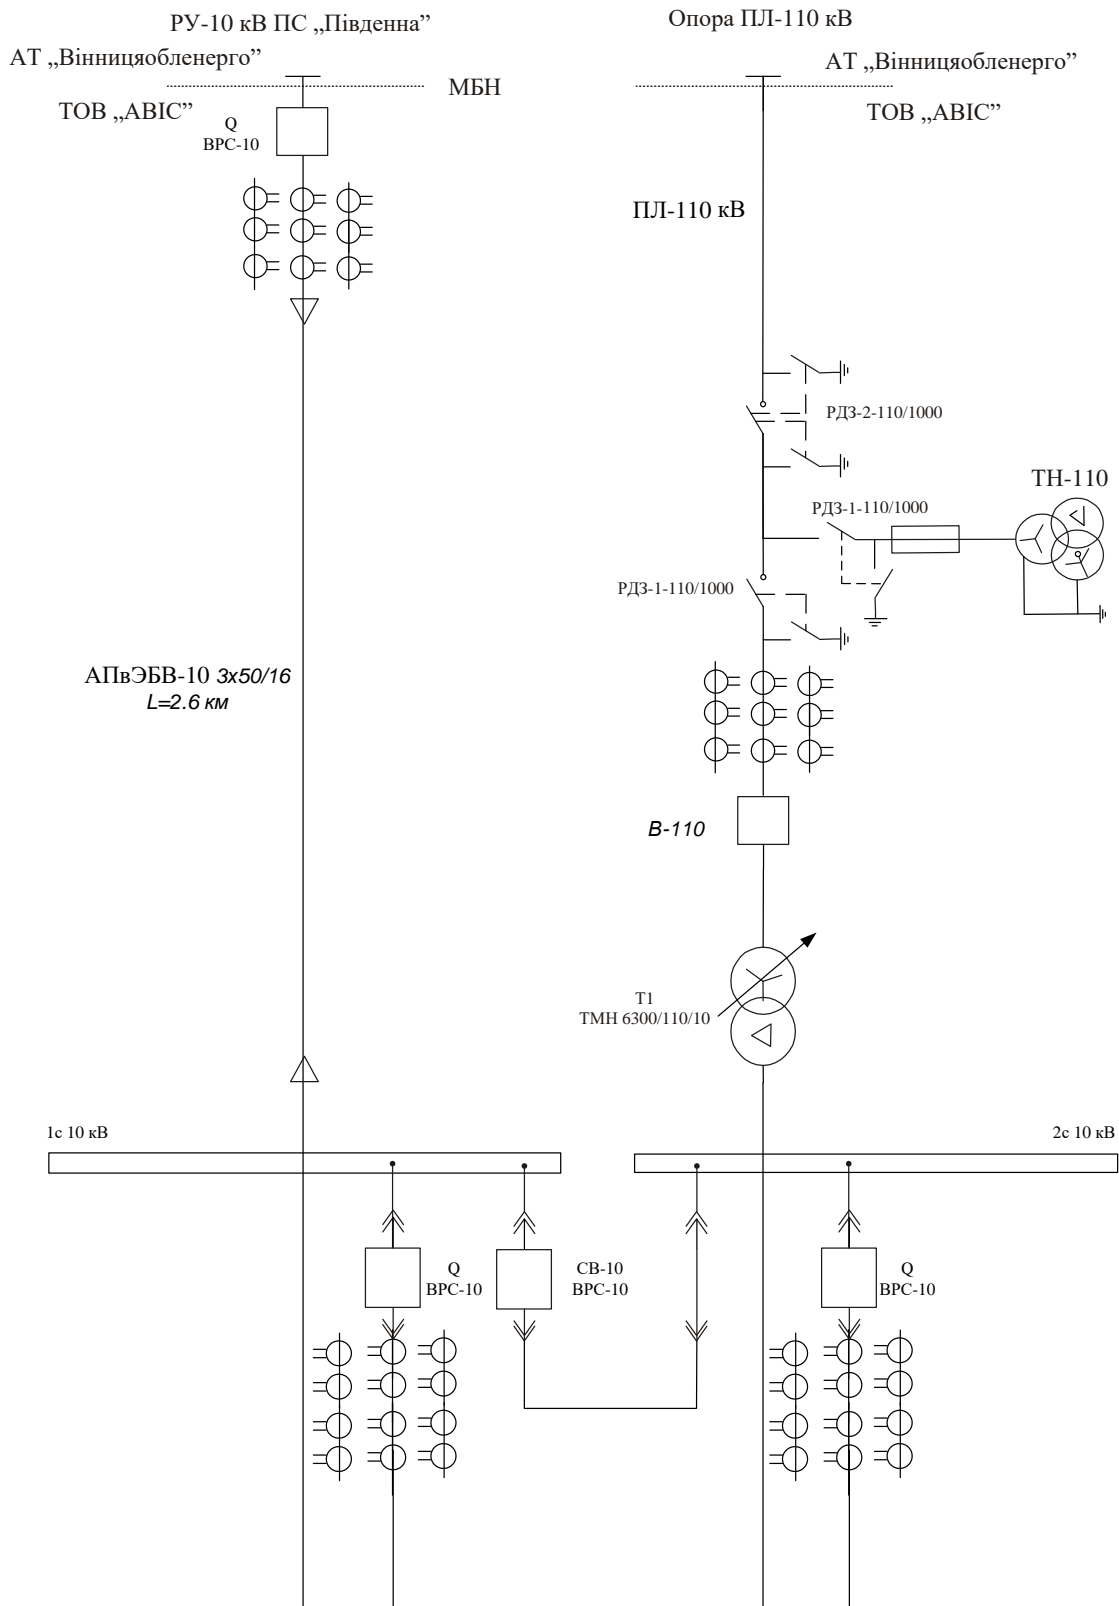 РУ-10 кВ ПС „Південна”
Опора ПЛ-110 кВ
АТ „Вінницяобленерго”
АТ „Вінницяобленерго”
МБН
ТОВ „АВІС”
ТОВ „АВІС”
Q
ВРС-10
ПЛ-110 кВ
РДЗ-2-110/1000
ТН-110
РДЗ-1-110/1000
РДЗ-1-110/1000
АПвЭБВ-10 3x50/16
L=2.6 км
В-110
Т1
ТМН 6300/110/10
1с 10 кВ
2с 10 кВ
Q
ВРС-10
СВ-10
ВРС-10
Q
ВРС-10